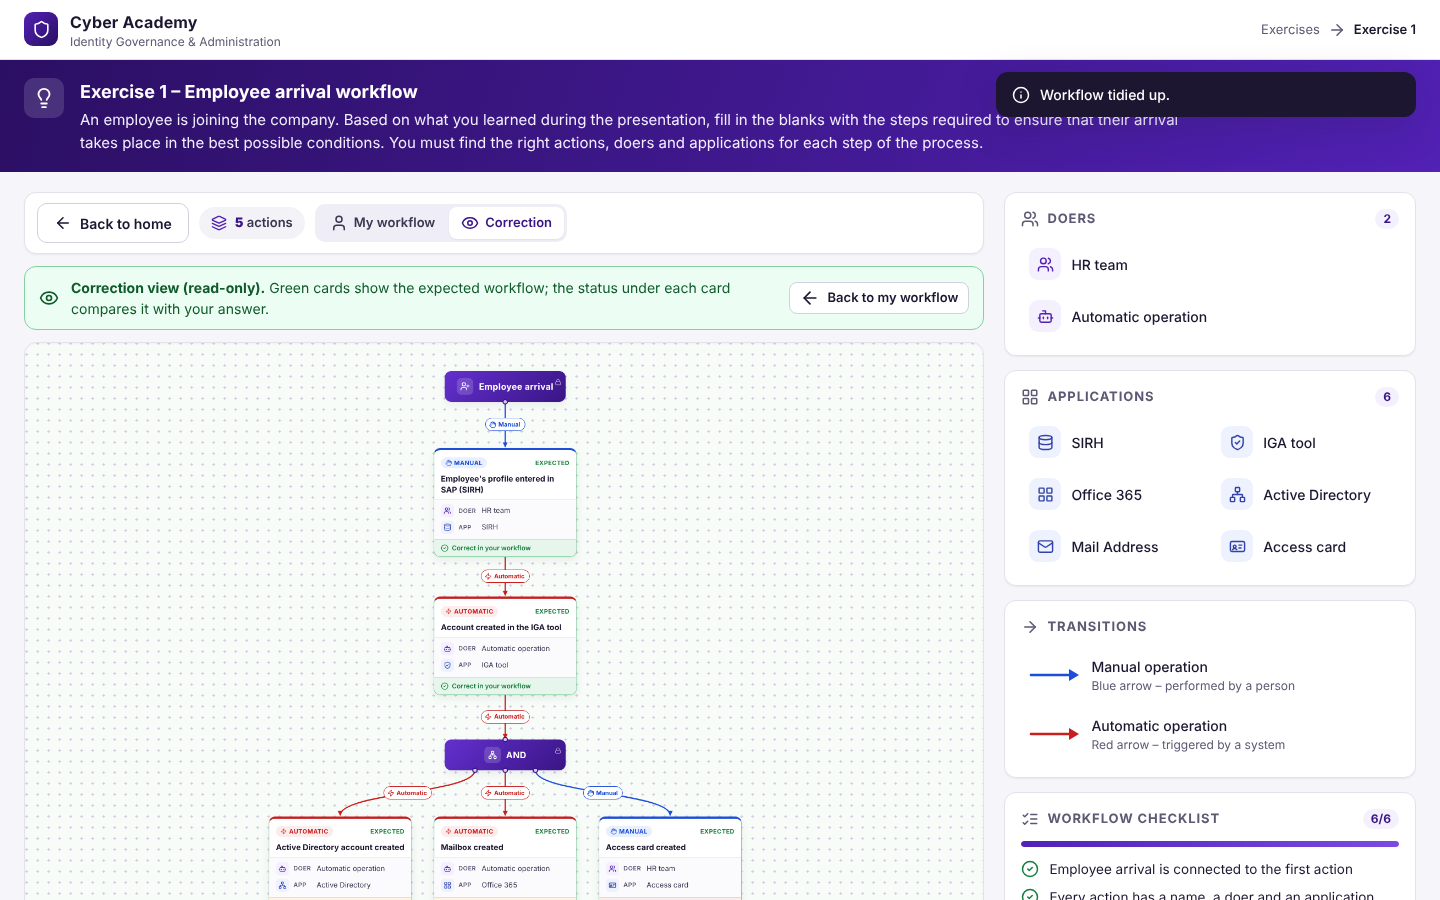 Cyber Academy
Identity Governance & Administration
Exercises
Exercise 1
Exercise 1 – Employee arrival workflow
An employee is joining the company. Based on what you learned during the presentation, fill in the blanks with the steps required to ensure that their arrival
takes place in the best possible conditions. You must find the right actions, doers and applications for each step of the process.
Workflow tidied up.
Back to home
5 actions
My workflow
Correction
Correction view (read-only). Green cards show the expected workflow; the status under each card
compares it with your answer.
Back to my workflow
Employee arrival
Manual
MANUAL
EXPECTED
Employee's profile entered in
SAP (SIRH)
DOER HR team
APP SIRH
Correct in your workflow
Automatic
AUTOMATIC
EXPECTED
Account created in the IGA tool
DOER Automatic operation
APP IGA tool
Correct in your workflow
Automatic
AND
Automatic
Automatic
Manual
AUTOMATIC
EXPECTED
Active Directory account created
DOER Automatic operation
APP Active Directory
AUTOMATIC
EXPECTED
Mailbox created
DOER Automatic operation
APP Office 365
MANUAL
EXPECTED
Access card created
DOER HR team
APP Access card
DOERS
2
HR team
Automatic operation
APPLICATIONS
6
SIRH
IGA tool
Office 365
Active Directory
Mail Address
Access card
TRANSITIONS
Manual operation
Blue arrow – performed by a person
Automatic operation
Red arrow – triggered by a system
WORKFLOW CHECKLIST
6/6
Employee arrival is connected to the first action
Every action has a name, a doer and an application